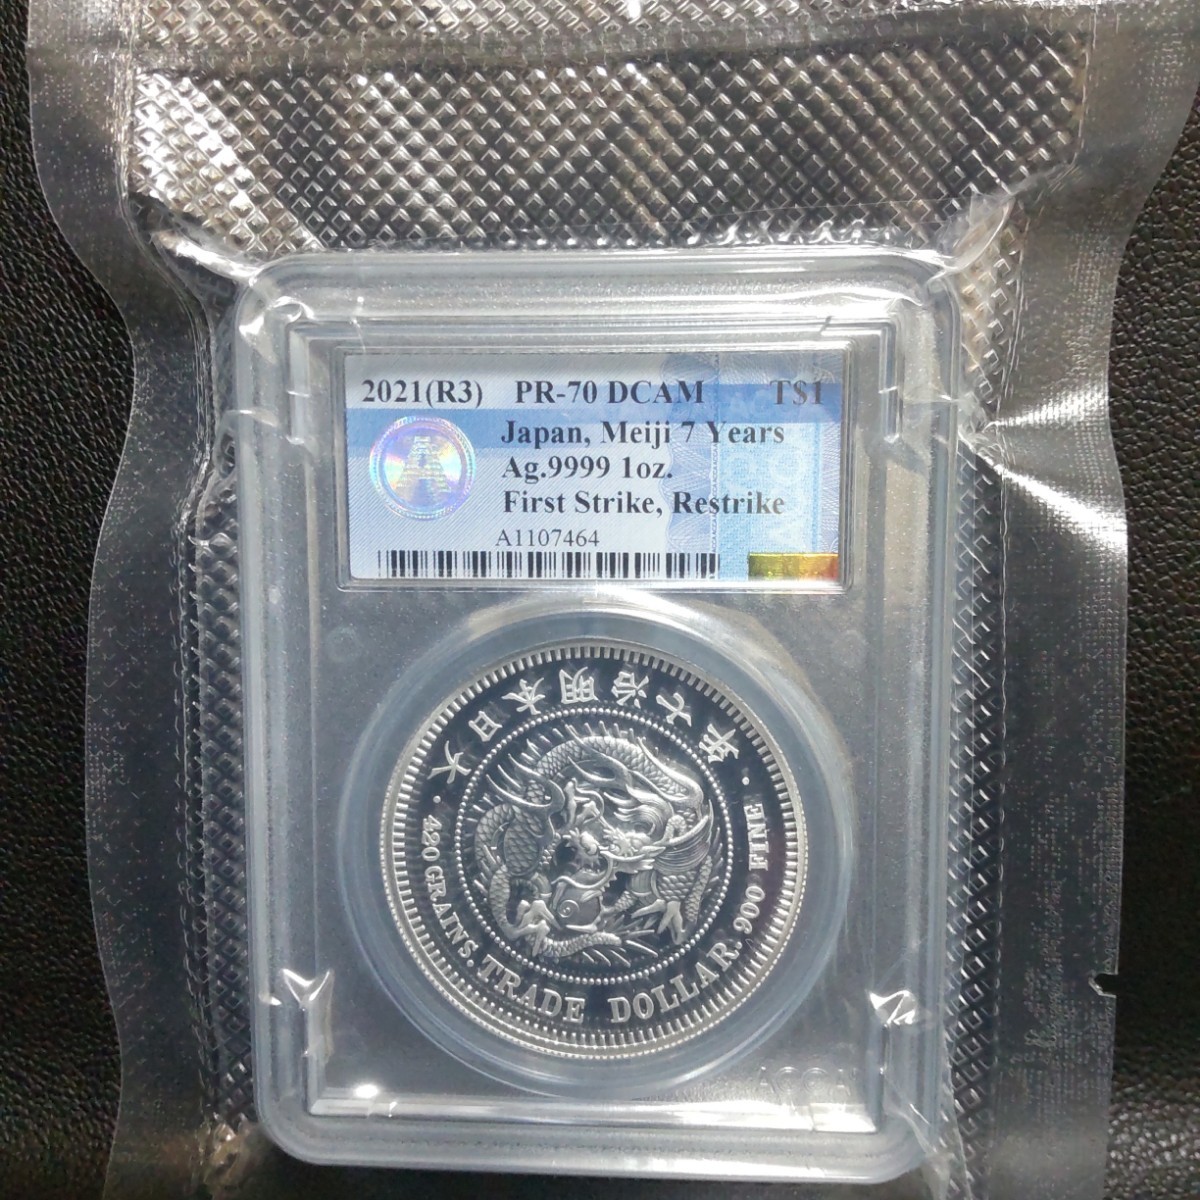 2021(R3) PR-70 DCAM T$1
Japan, Meiji 7 Years
Ag.9999 1oz.
First Strike, Restrike
A1107464
大日本明治七年
420 GRAINS. TRADE DOLLAR. 900 FINE